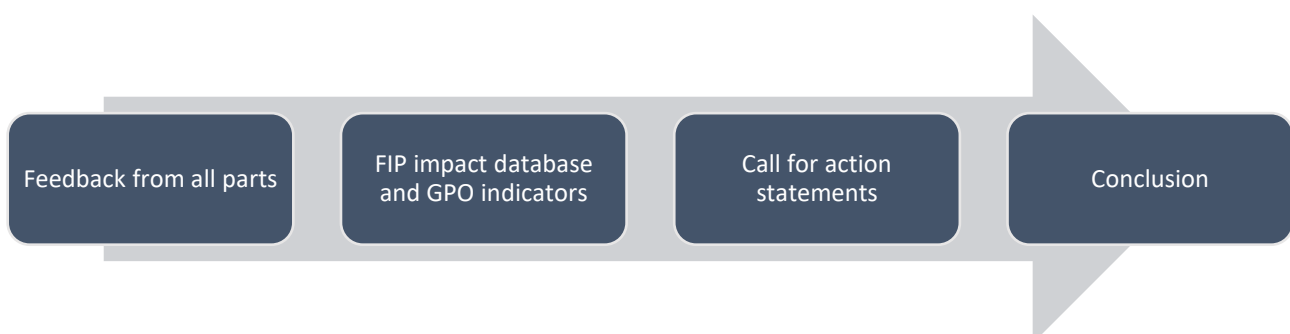 Feedback from all parts
FIP impact database
and GPO indicators
Call for action
statements
Conclusion